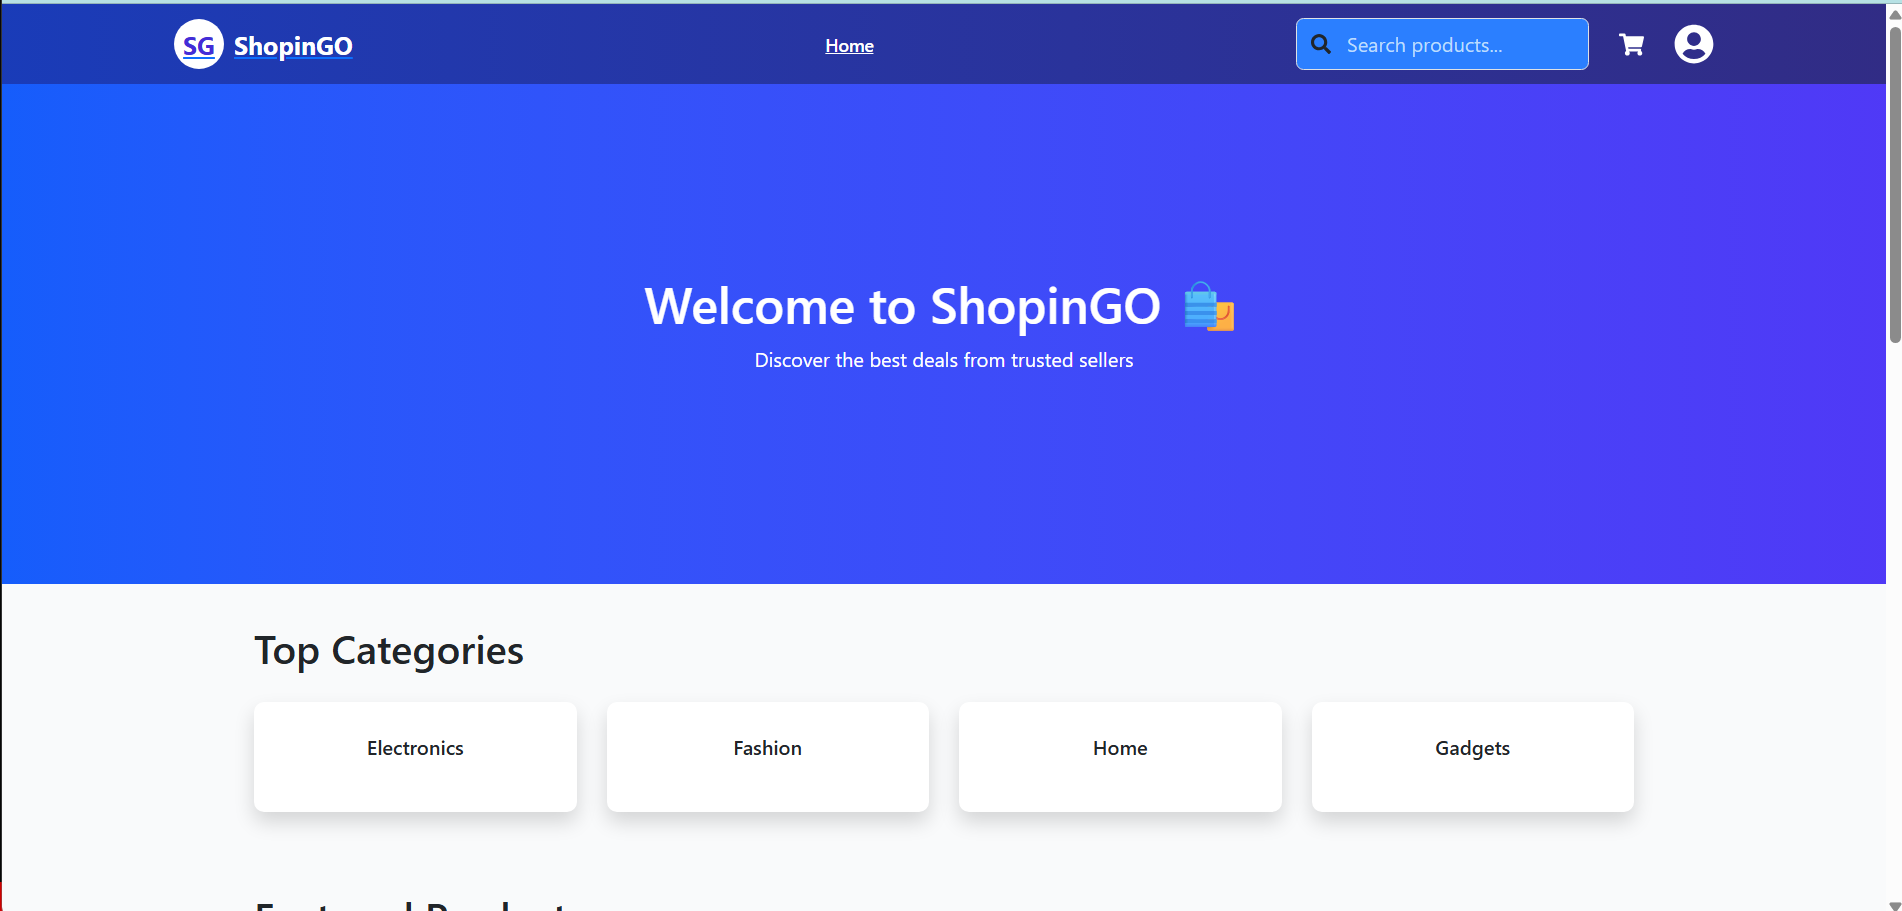 SG ShopinGO
Home
Search products...
Welcome to ShopinGO 🛍️
Discover the best deals from trusted sellers
Top Categories
Electronics
Fashion
Home
Gadgets